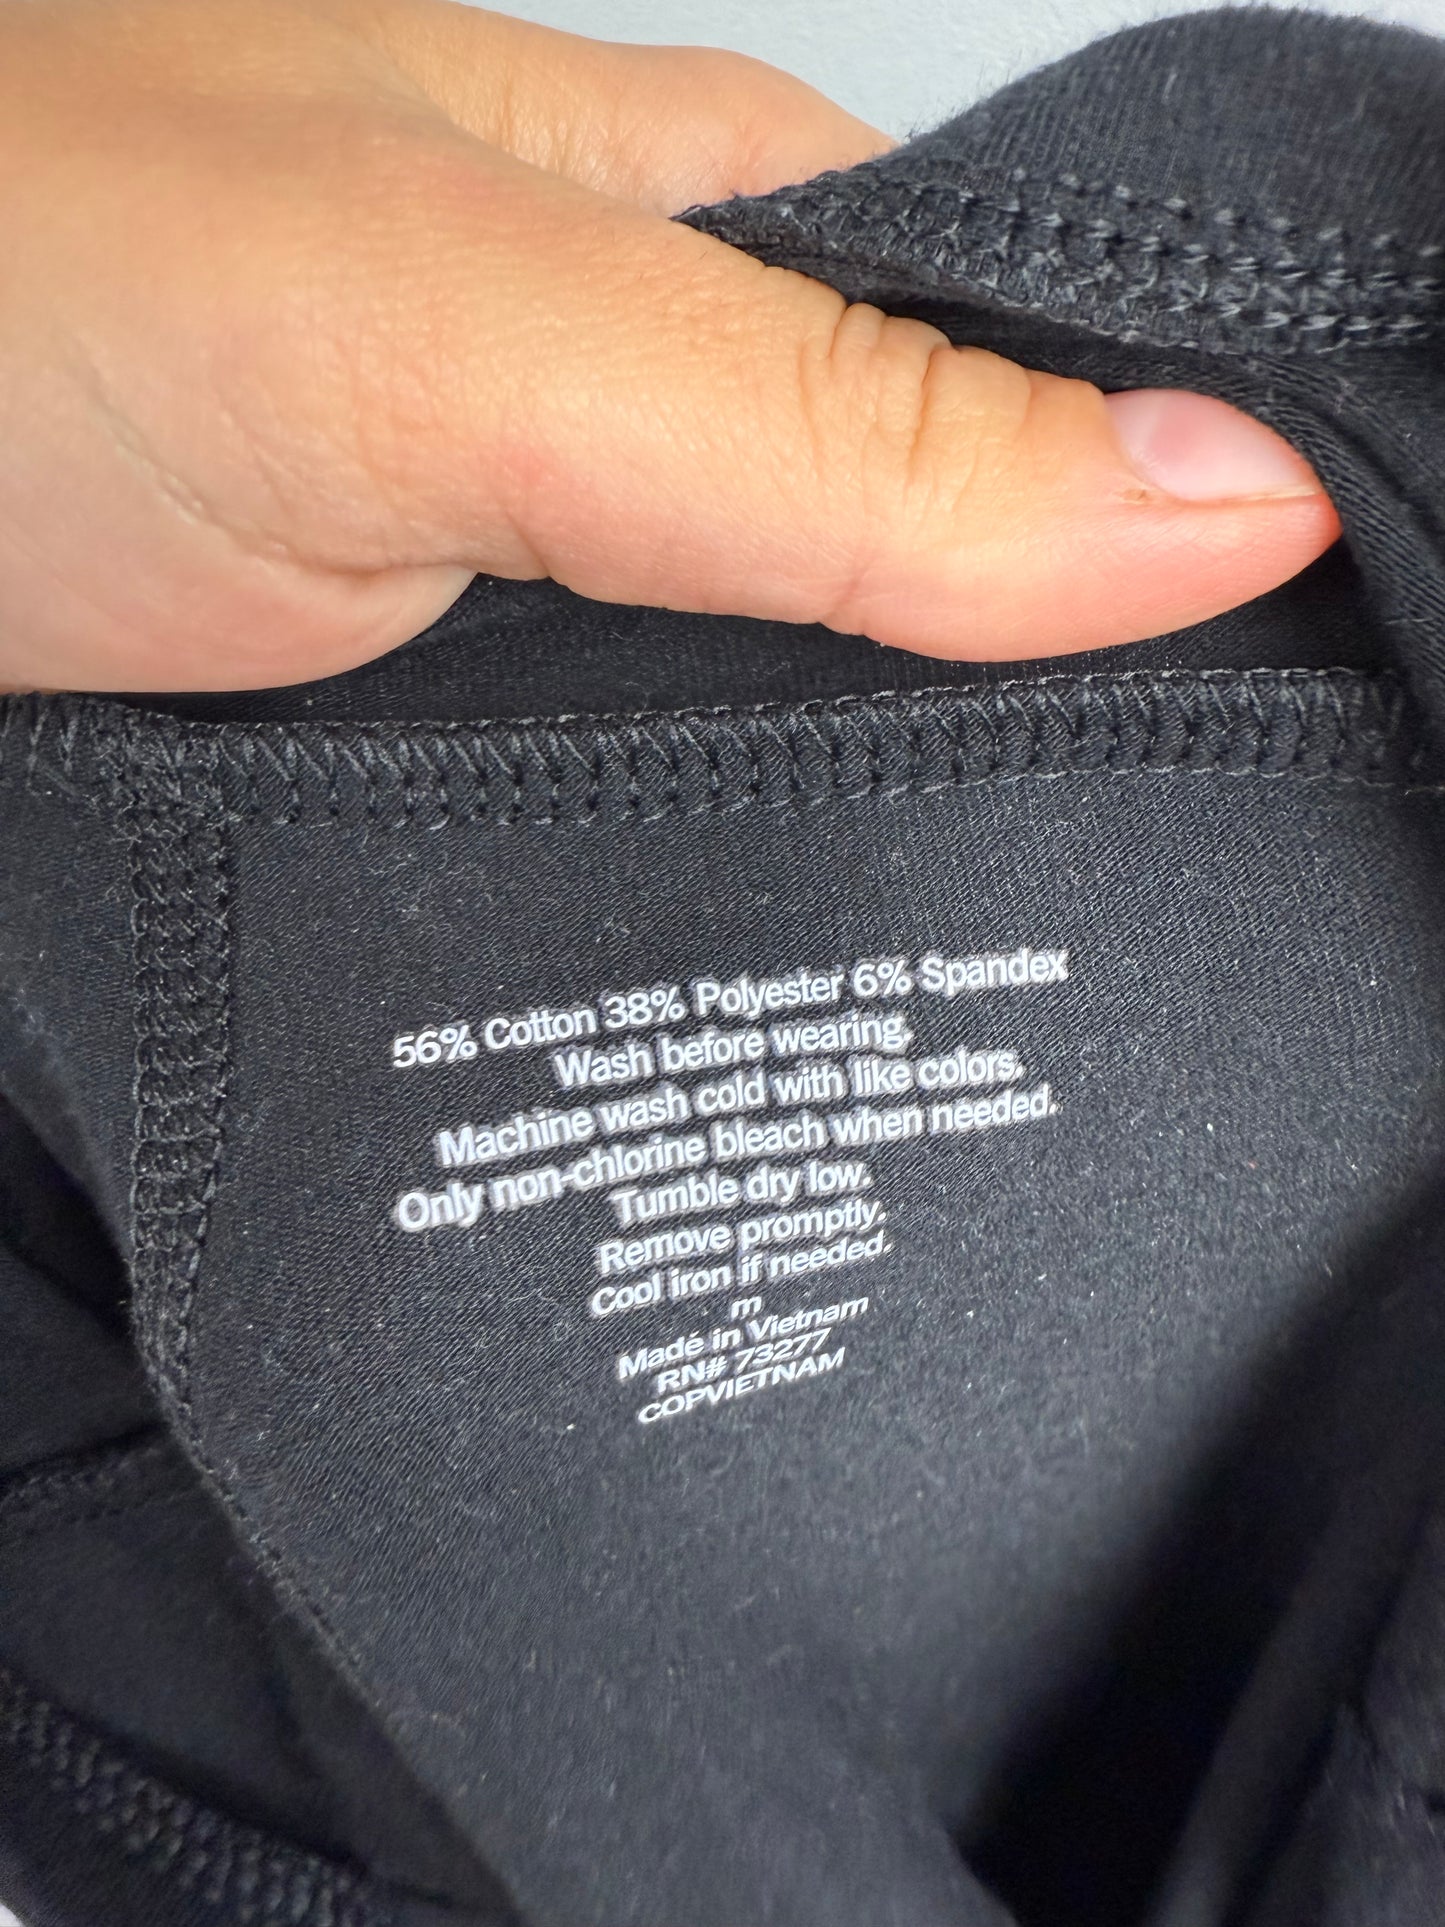 56% Cotton 38% Polyester 6% Spandex
Wash before wearing.
Machine wash cold with like colors.
Only non-chlorine bleach when needed.
Tumble dry low.
Remove promptly.
Cool iron if needed.
m
Made in Vietnam
RN# 73277
COPVIETNAM